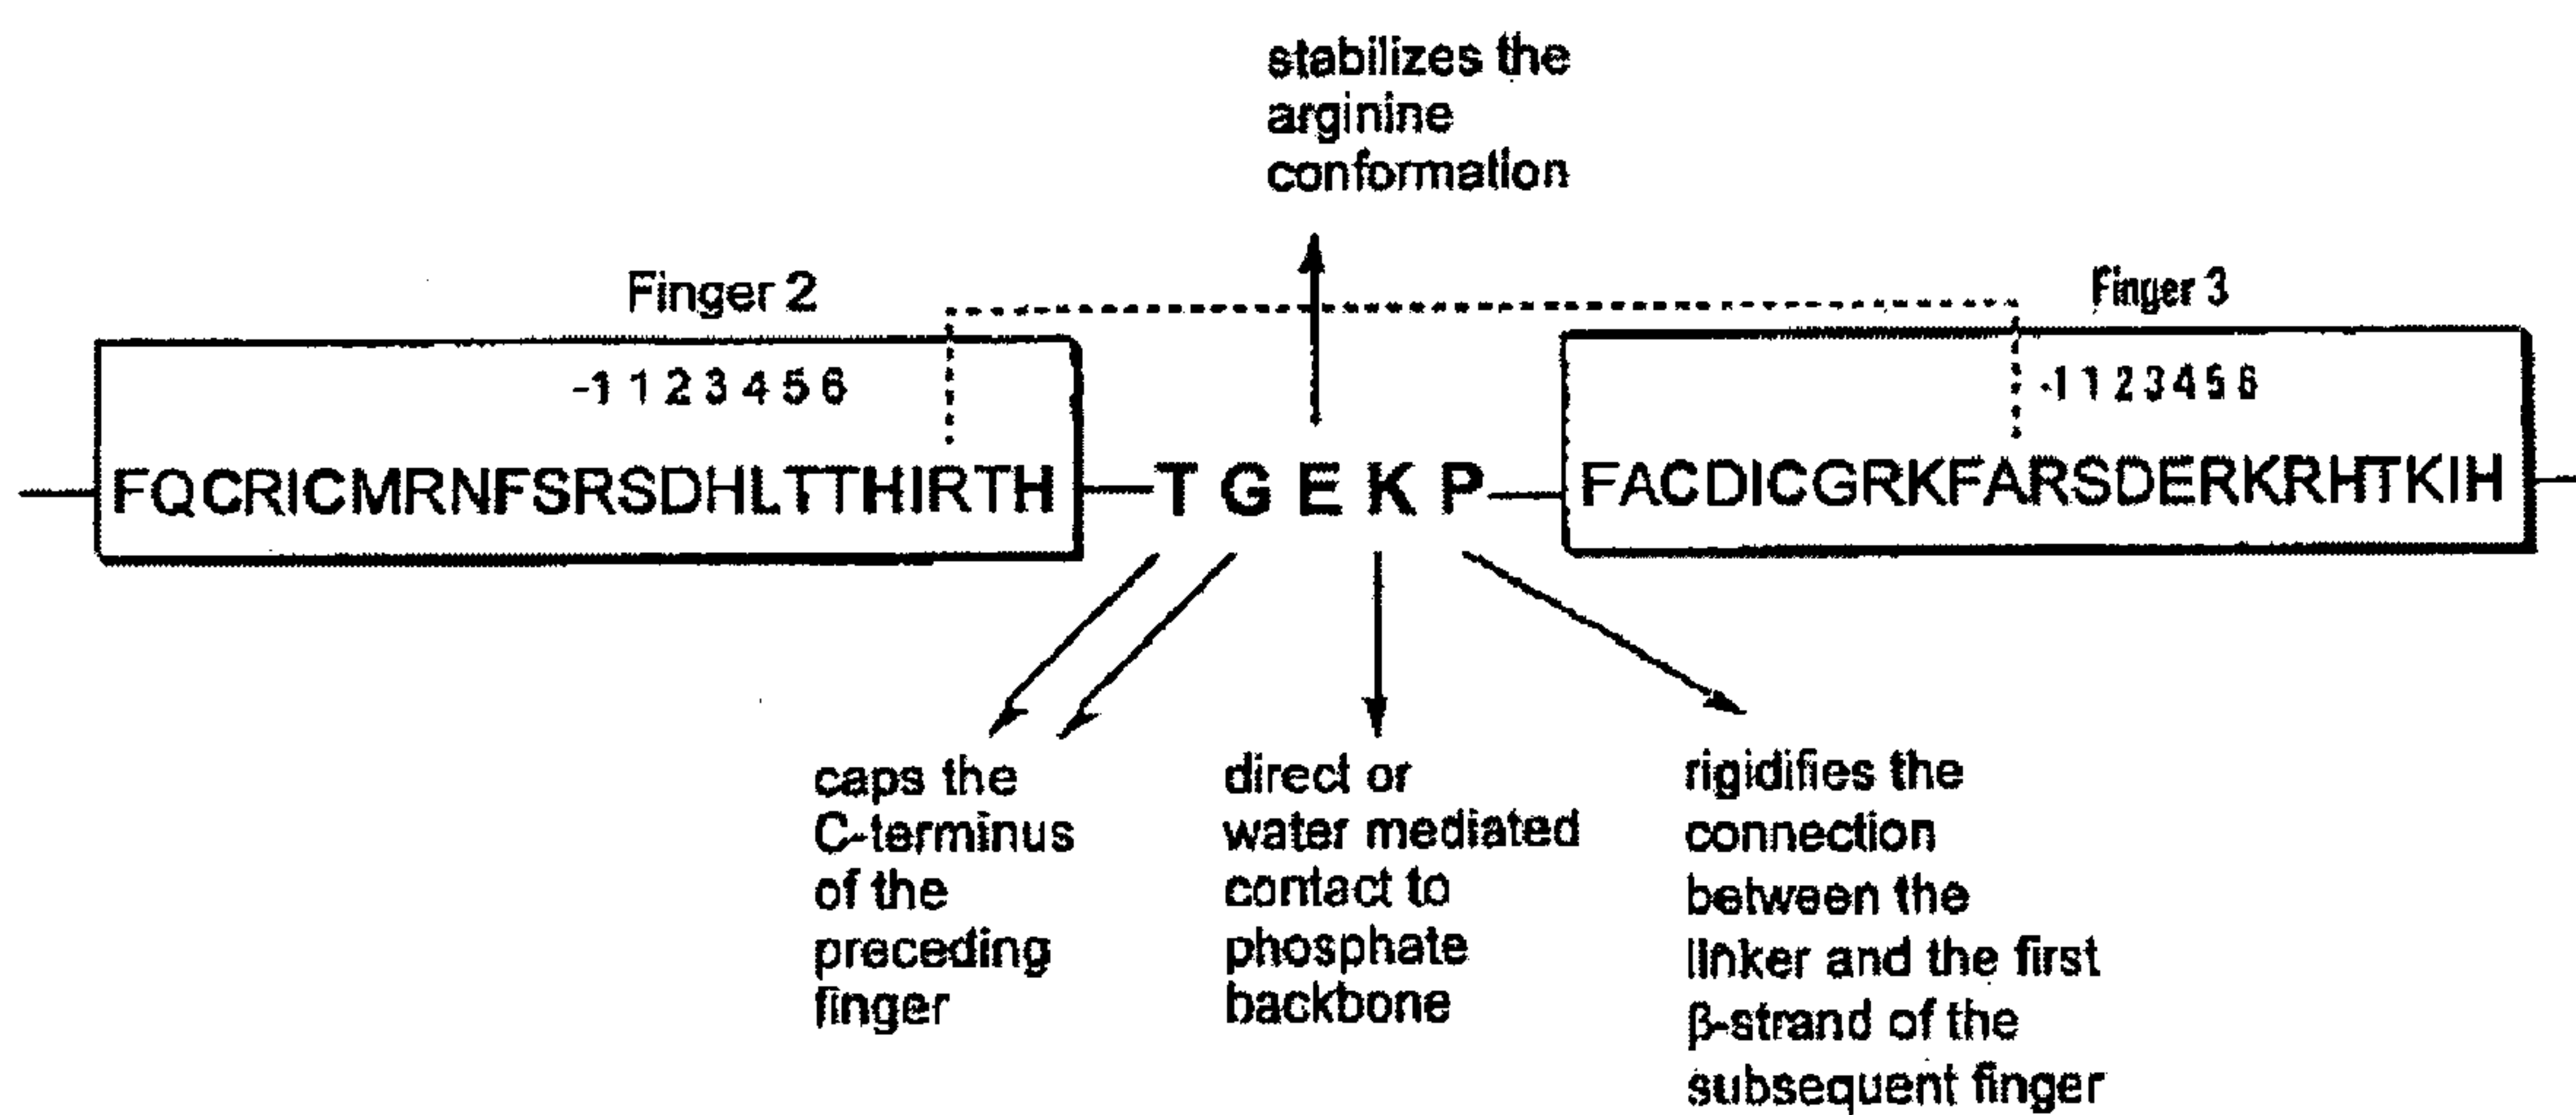 stabilizes the
arginine
conformation
Finger 2
Finger 3
-1 1 2 3 4 5 6
-1 1 2 3 4 5 6
FQCRICMRNFSRSDHLTTHIRTH
T G E K P
FACDICGRKFARSDERKRHTKIH
caps the
C-terminus
of the
preceding
finger
direct or
water mediated
contact to
phosphate
backbone
rigidifies the
connection
between the
linker and the first
β-strand of the
subsequent finger